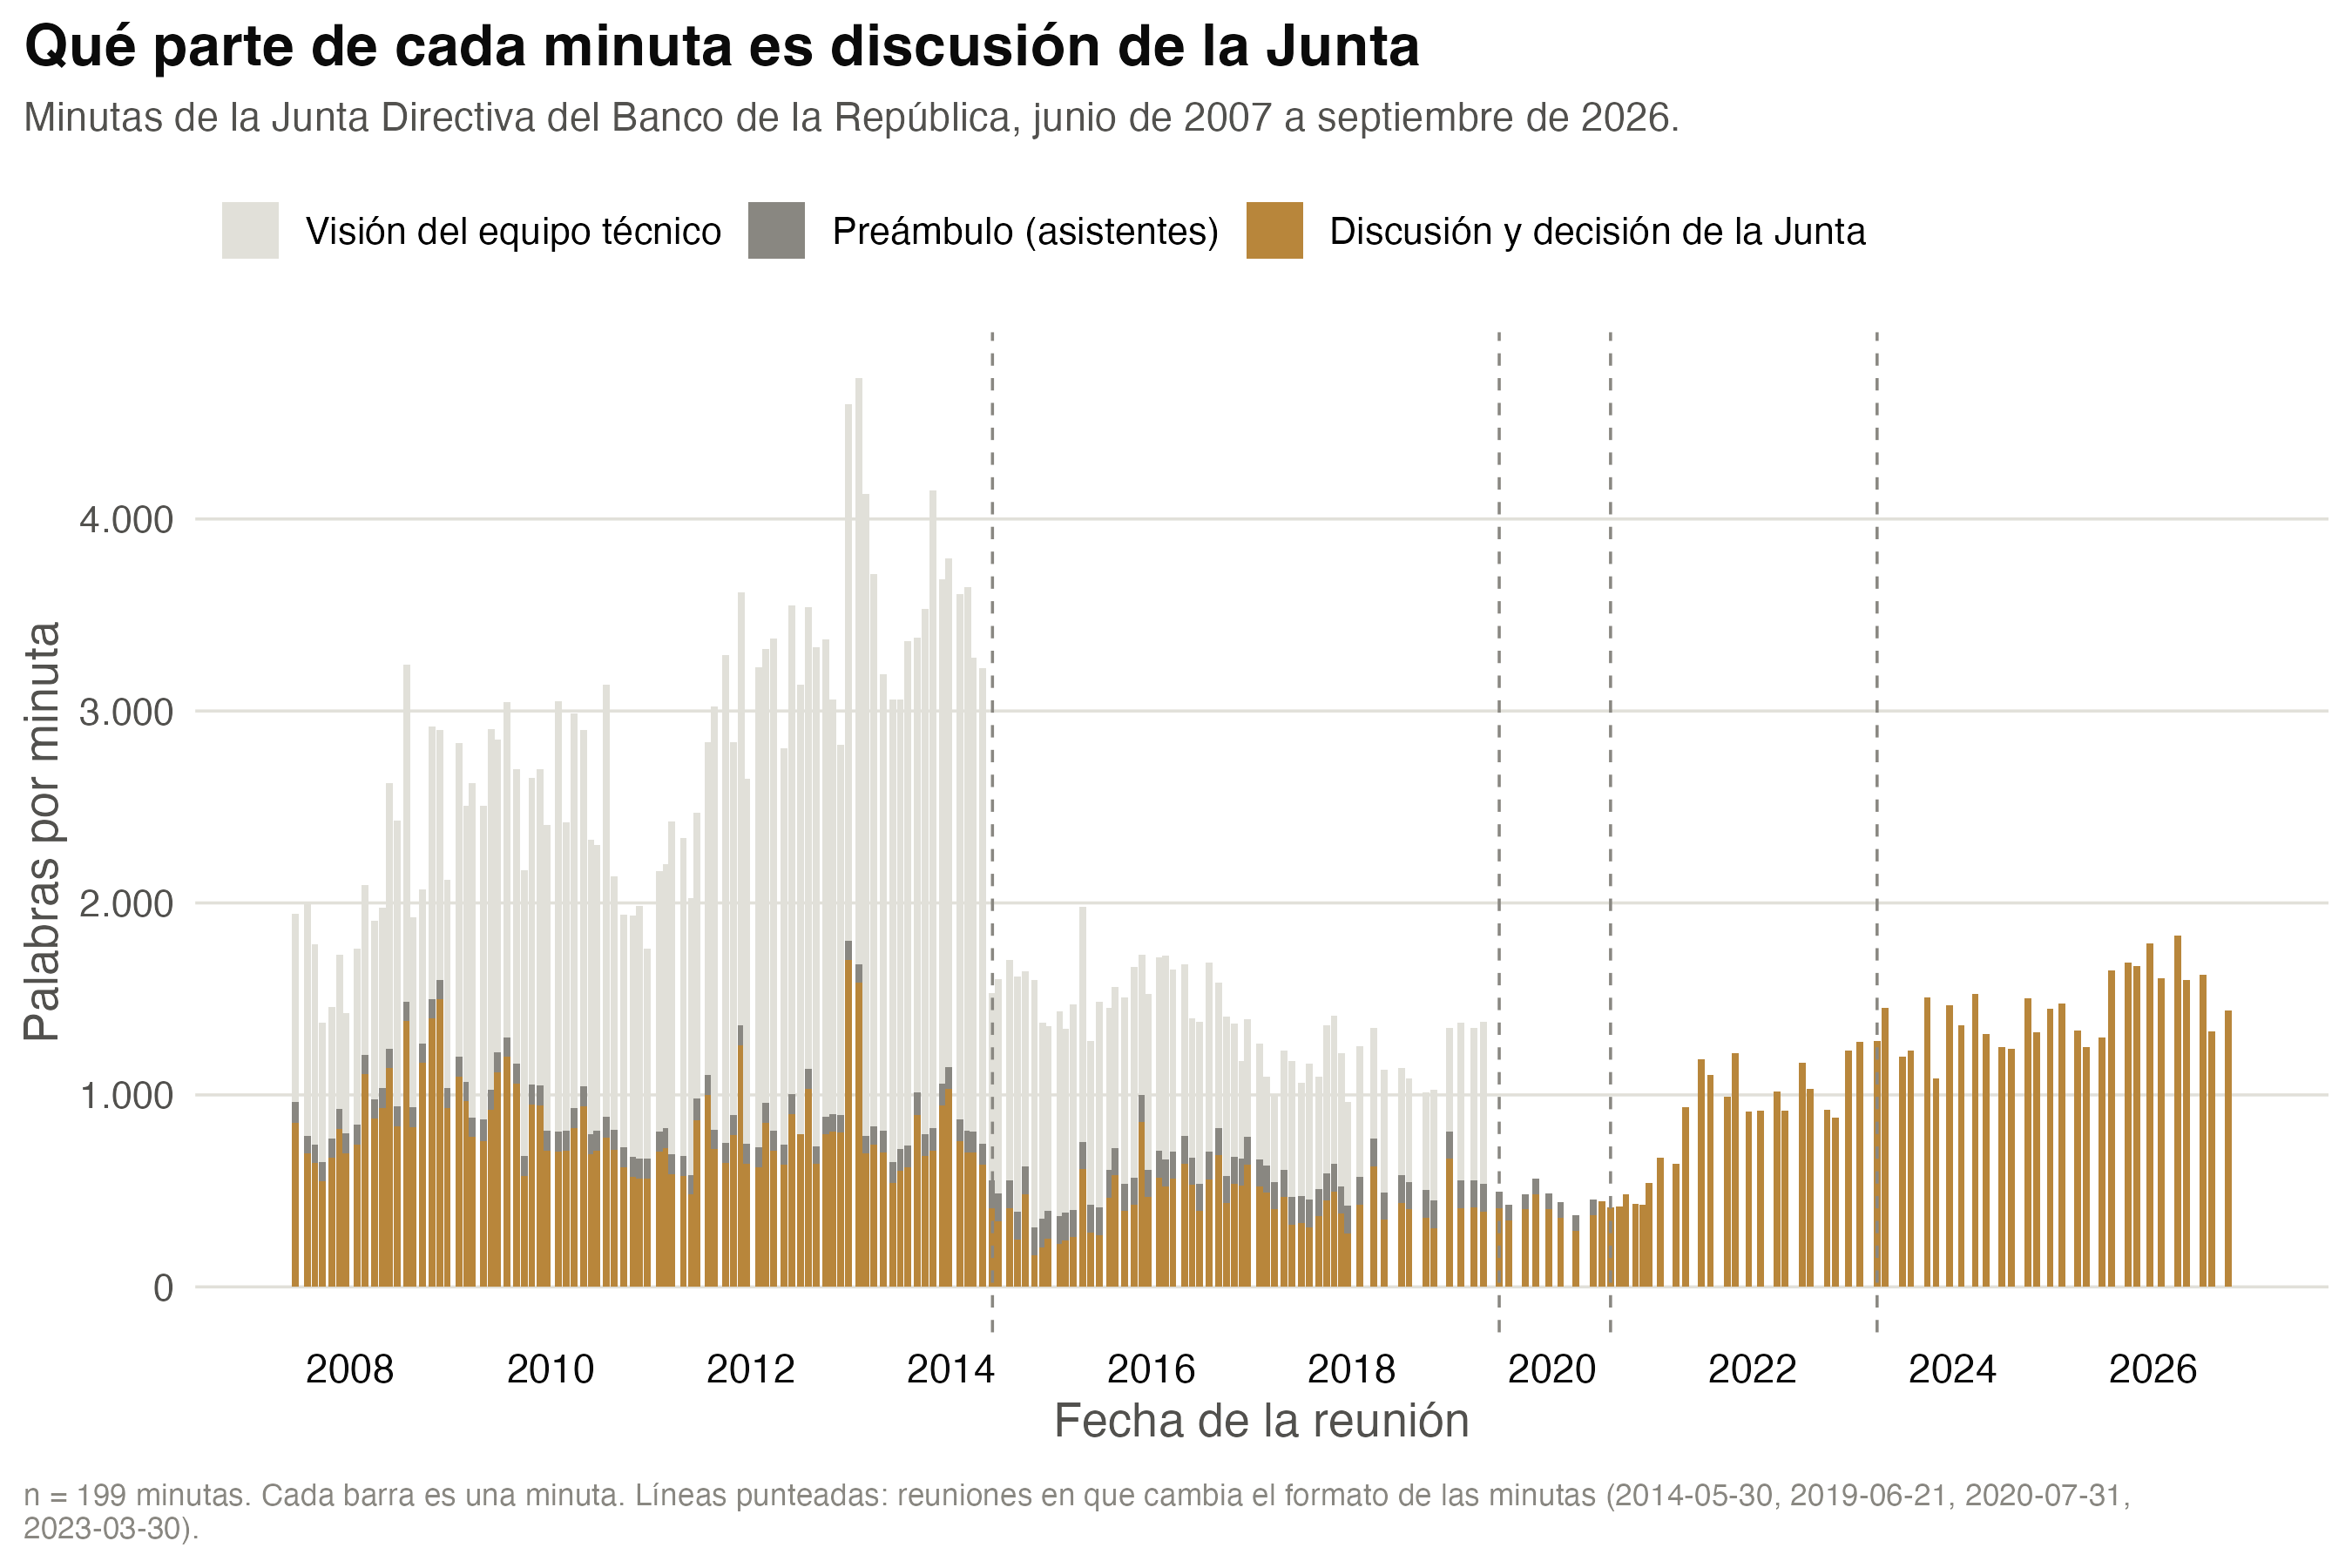 Qué parte de cada minuta es discusión de la Junta
Minutas de la Junta Directiva del Banco de la República, junio de 2007 a septiembre de 2026.
Visión del equipo técnico
Preámbulo (asistentes)
Discusión y decisión de la Junta
Palabras por minuta
4.000
3.000
2.000
1.000
0
2008
2010
2012
2014
2016
2018
2020
2022
2024
2026
Fecha de la reunión
n = 199 minutas. Cada barra es una minuta. Líneas punteadas: reuniones en que cambia el formato de las minutas (2014-05-30, 2019-06-21, 2020-07-31,
2023-03-30).